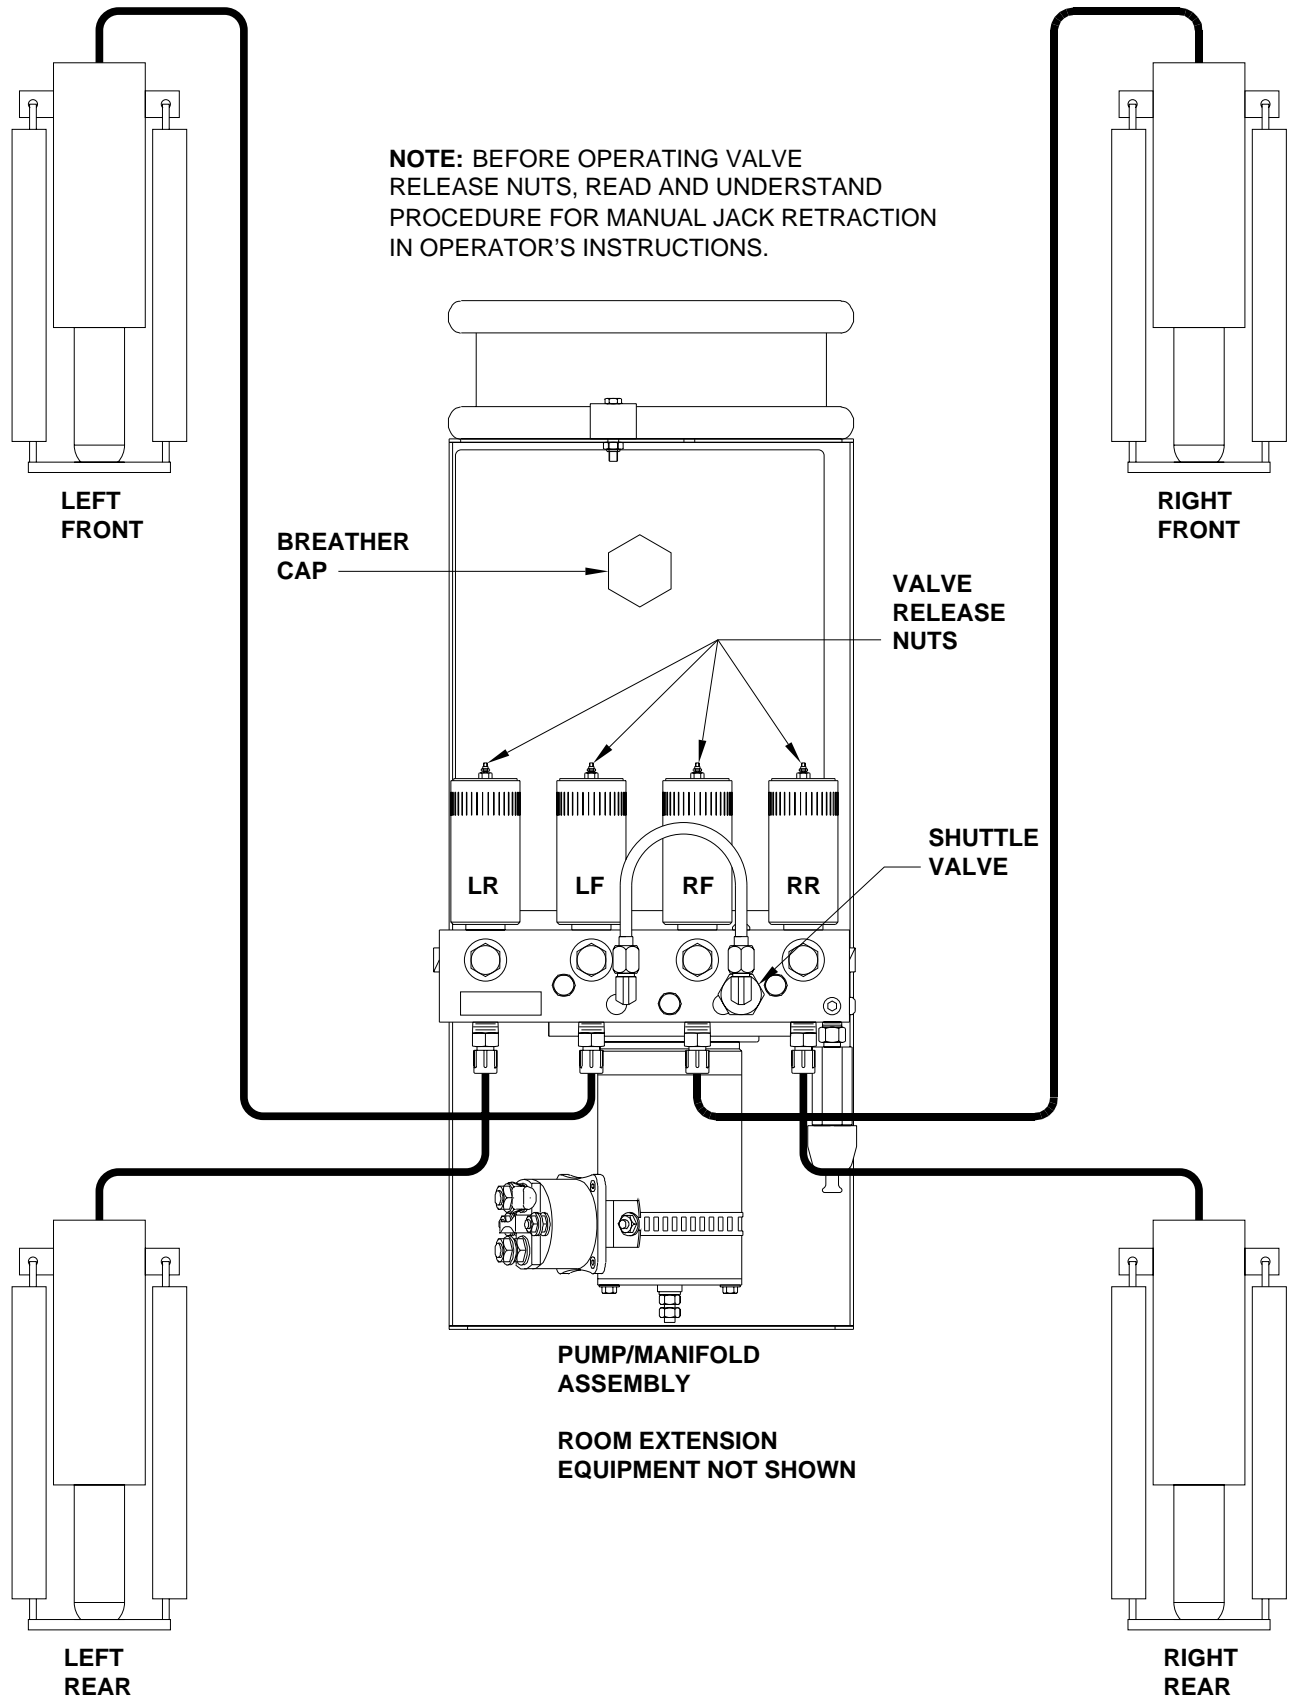 NOTE: BEFORE OPERATING VALVE
RELEASE NUTS, READ AND UNDERSTAND
PROCEDURE FOR MANUAL JACK RETRACTION
IN OPERATOR'S INSTRUCTIONS.
LEFT
FRONT
RIGHT
FRONT
BREATHER
CAP
VALVE
RELEASE
NUTS
SHUTTLE
VALVE
LR
LF
RF
RR
PUMP/MANIFOLD
ASSEMBLY
ROOM EXTENSION
EQUIPMENT NOT SHOWN
LEFT
REAR
RIGHT
REAR